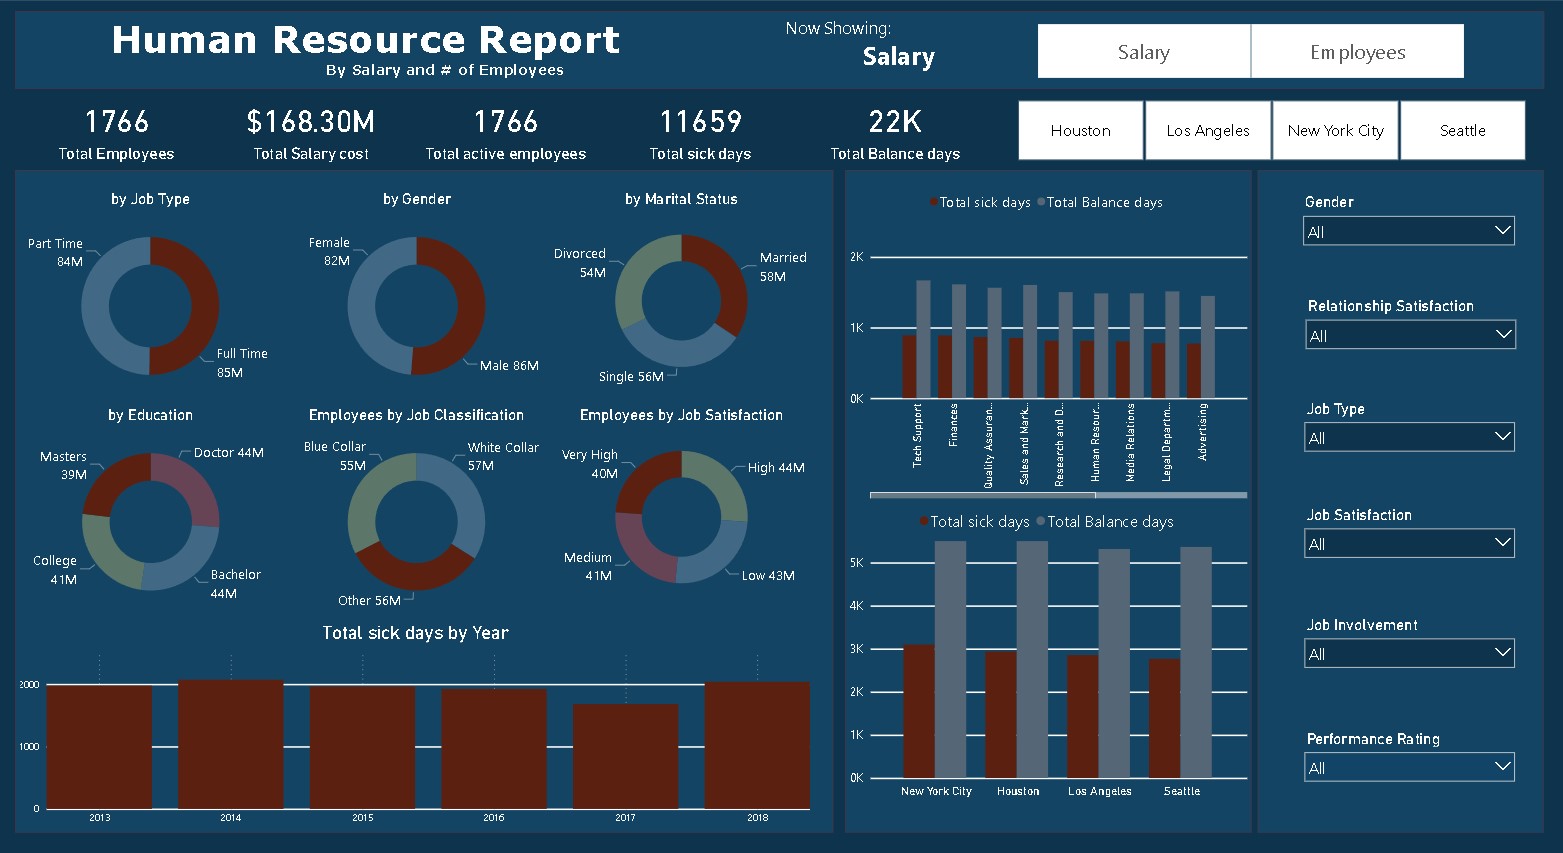 Human Resource Report
By Salary and # of Employees
Now Showing:
Salary
Salary
Employees
1766
Total Employees
$168.30M
Total Salary cost
1766
Total active employees
11659
Total sick days
22K
Total Balance days
Houston
Los Angeles
New York City
Seattle
by Job Type
Part Time
84M
Full Time
85M
by Gender
Female
82M
Male 86M
by Marital Status
Divorced
54M
Married
58M
Single 56M
by Education
Masters
39M
Doctor 44M
College
41M
Bachelor
44M
Employees by Job Classification
Blue Collar
55M
White Collar
57M
Other 56M
Employees by Job Satisfaction
Very High
40M
High 44M
Medium
41M
Low 43M
Total sick days by Year
2000
1000
0
2013
2014
2015
2016
2017
2018
Total sick days
Total Balance days
2K
1K
0K
Tech Support
Finances
Quality Assuran...
Sales and Mark...
Research and D...
Human Resour...
Media Relations
Legal Departm...
Advertising
Total sick days
Total Balance days
5K
4K
3K
2K
1K
0K
New York City
Houston
Los Angeles
Seattle
Gender
All
Relationship Satisfaction
All
Job Type
All
Job Satisfaction
All
Job Involvement
All
Performance Rating
All